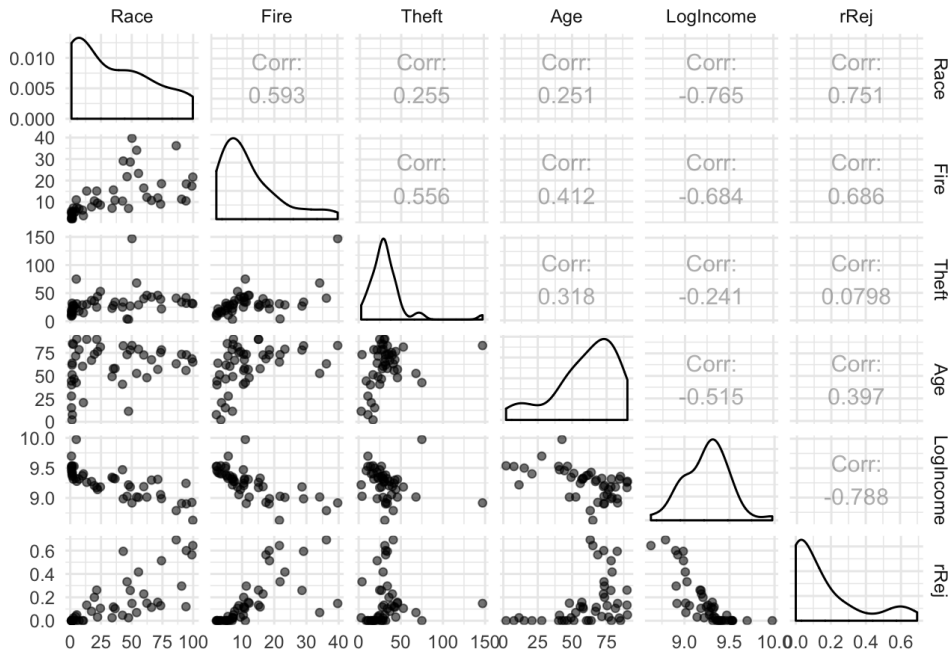 Race Fire Theft Age LogIncome rRej
0.010
0.005
0.000
Corr:
0.593
Corr:
0.255
Corr:
0.251
Corr:
-0.765
Corr:
0.751
Race
40
30
20
10
Corr:
0.556
Corr:
0.412
Corr:
-0.684
Corr:
0.686
Fire
150
100
50
0
Corr:
0.318
Corr:
-0.241
Corr:
0.0798
Theft
75
50
25
0
Corr:
-0.515
Corr:
0.397
Age
10.0
9.5
9.0
Corr:
-0.788
LogIncome
0.6
0.4
0.2
0.0
rRej
0 25 50 75 100
10 20 30 40
0 50 100 150
0 25 50 75
9.0 9.5 10.0
0.0 0.2 0.4 0.6